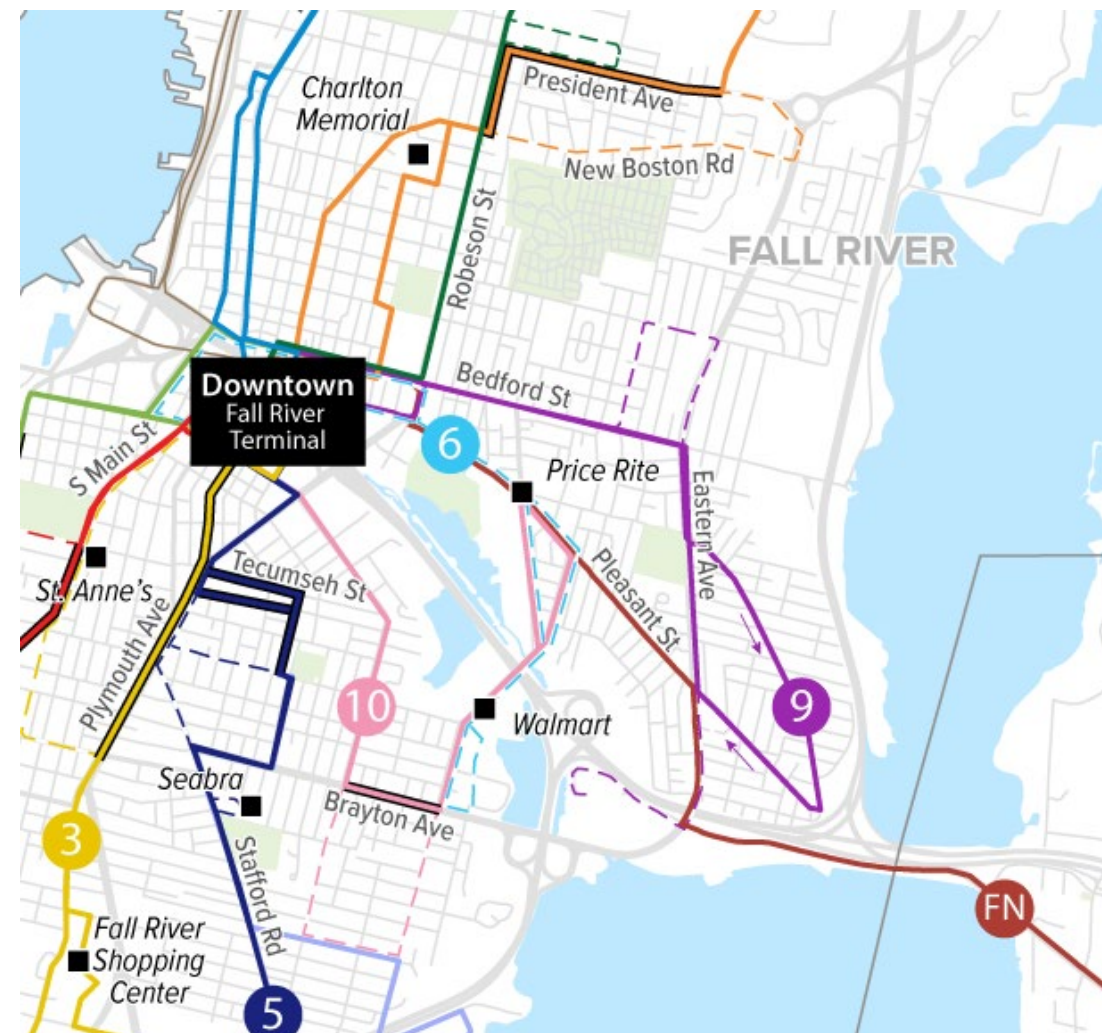 Charlton
Memorial
President Ave
New Boston Rd
Robeson St
FALL RIVER
Downtown
Fall River
Terminal
Bedford St
S Main St
6
Price Rite
Eastern Ave
St. Anne's
Tecumseh St
Pleasant St
Plymouth Ave
10
9
Walmart
Seabra
Brayton Ave
3
Stafford Rd
FN
Fall River
Shopping
Center
5